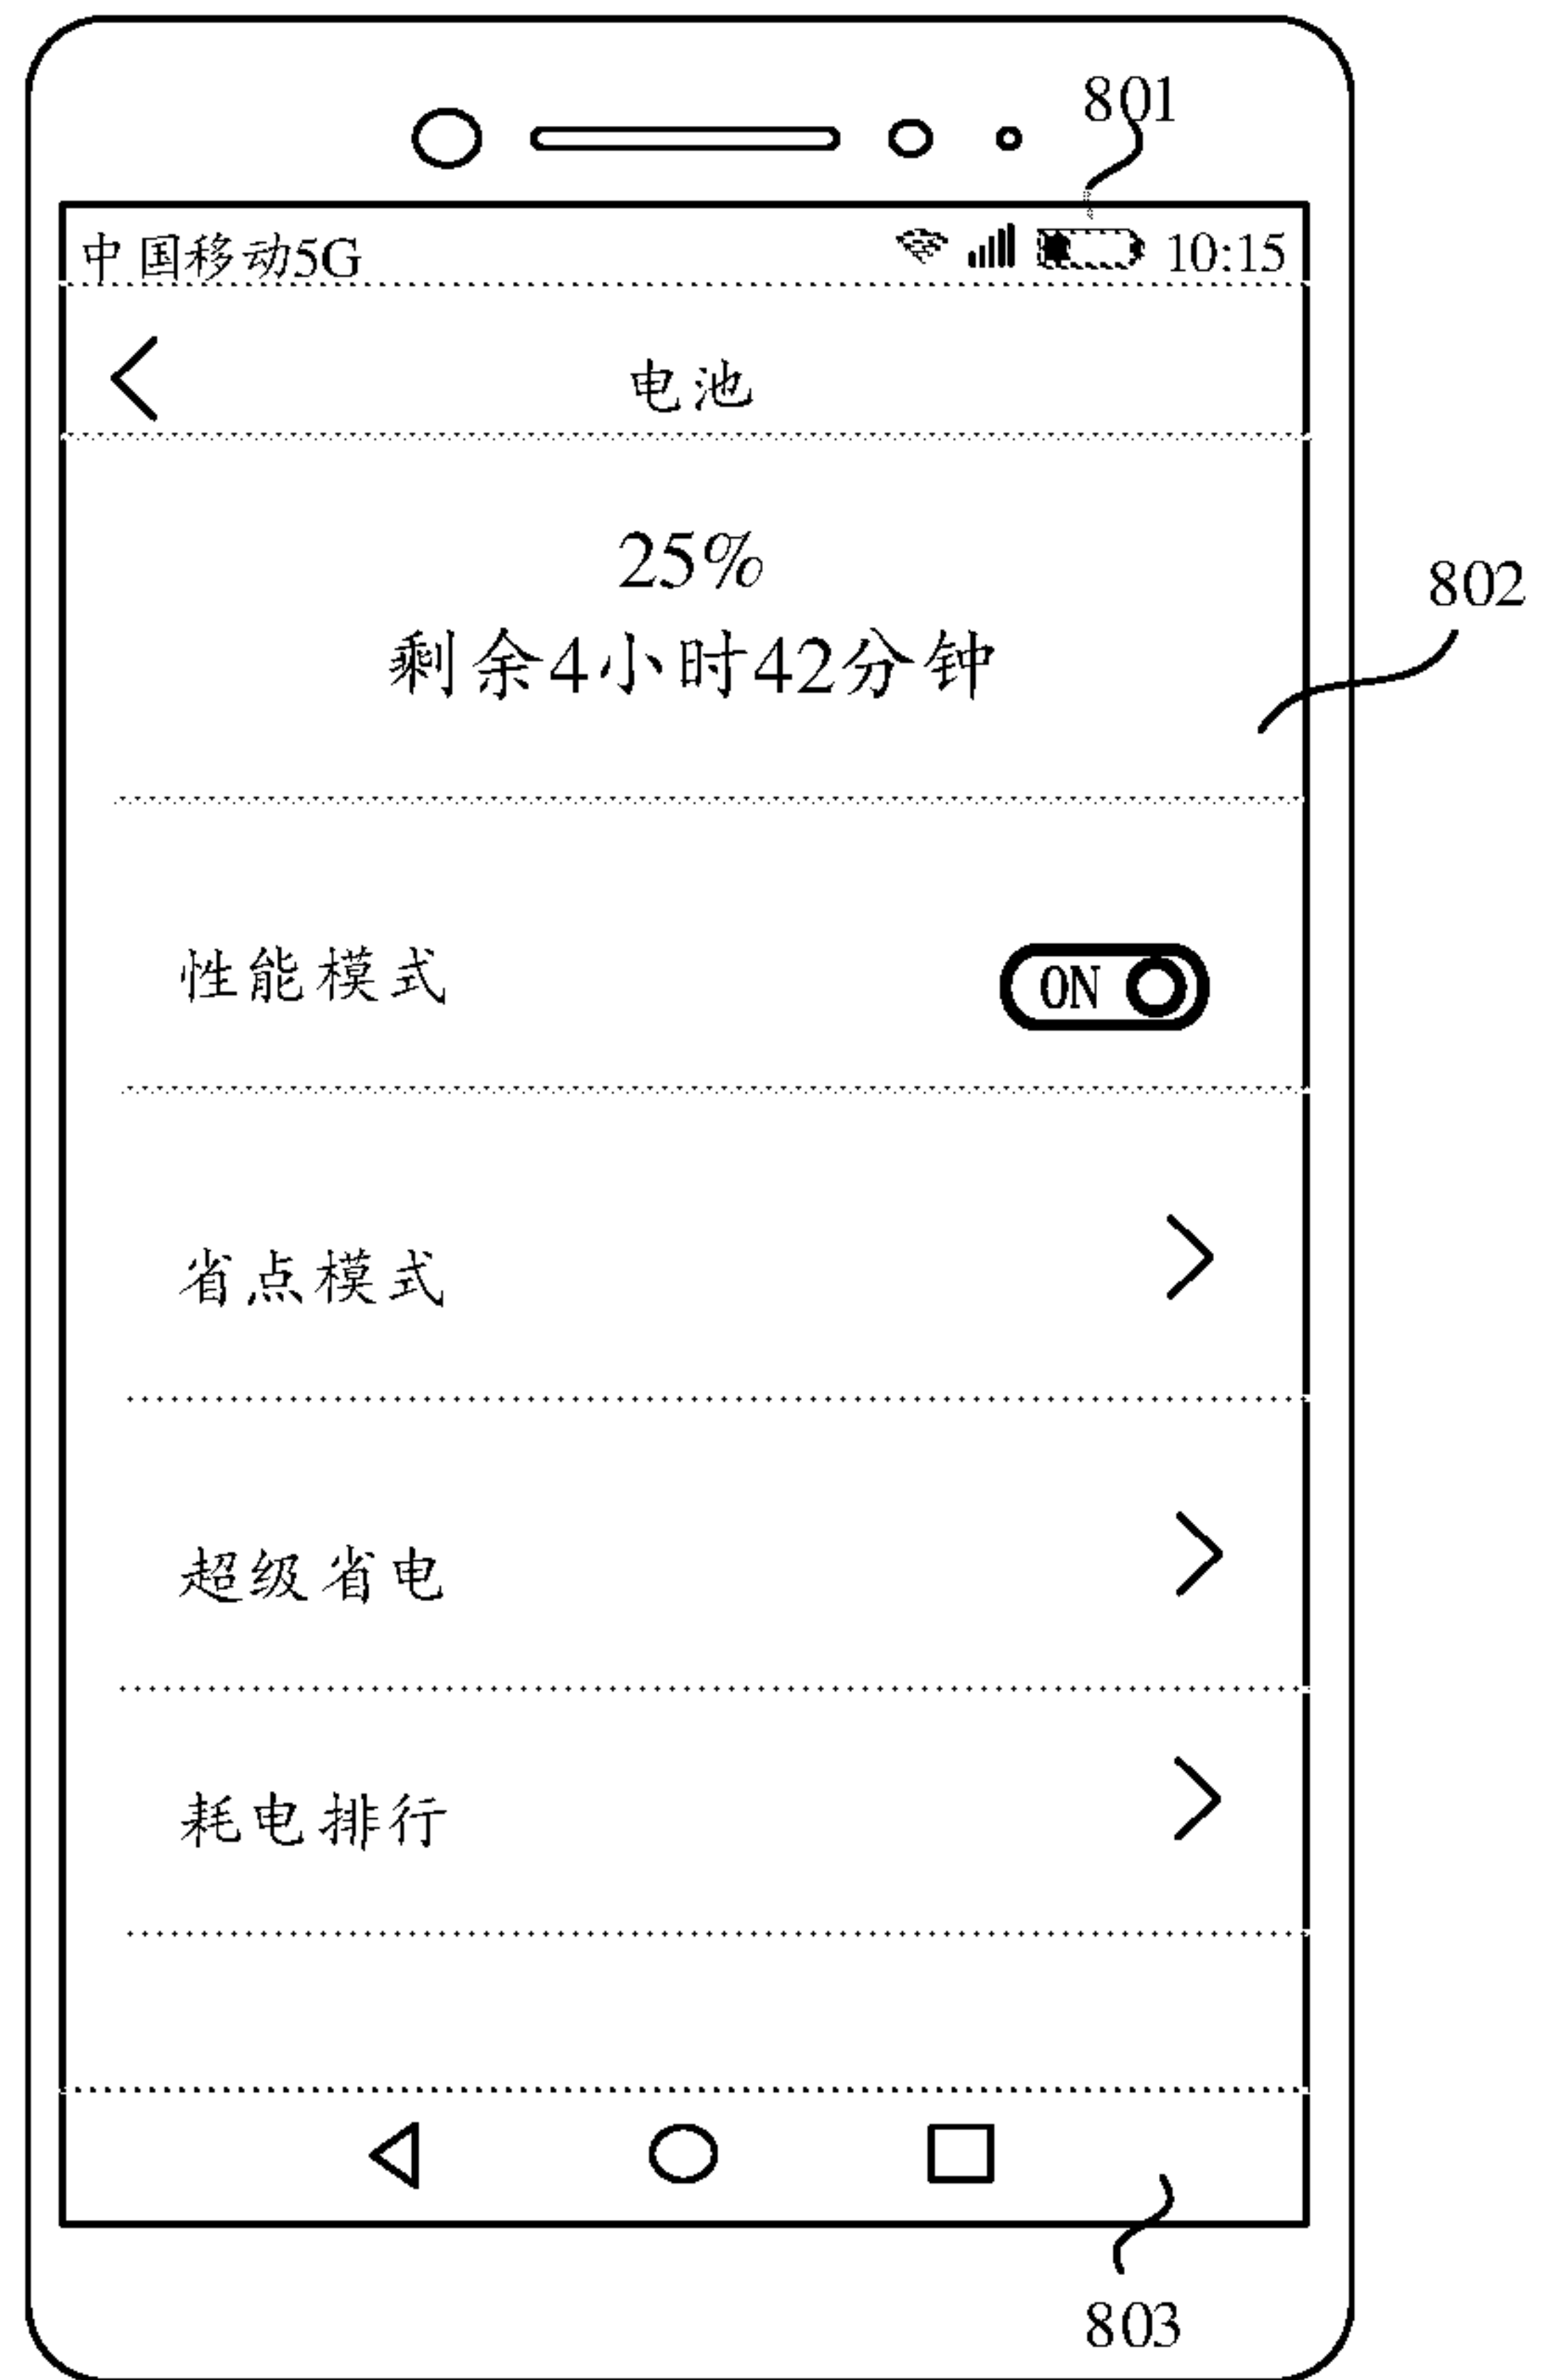 801
中国移动5G 10:15
电池
25%
802
剩余4小时42分钟
性能模式 ON
省点模式
超级省电
耗电排行
803